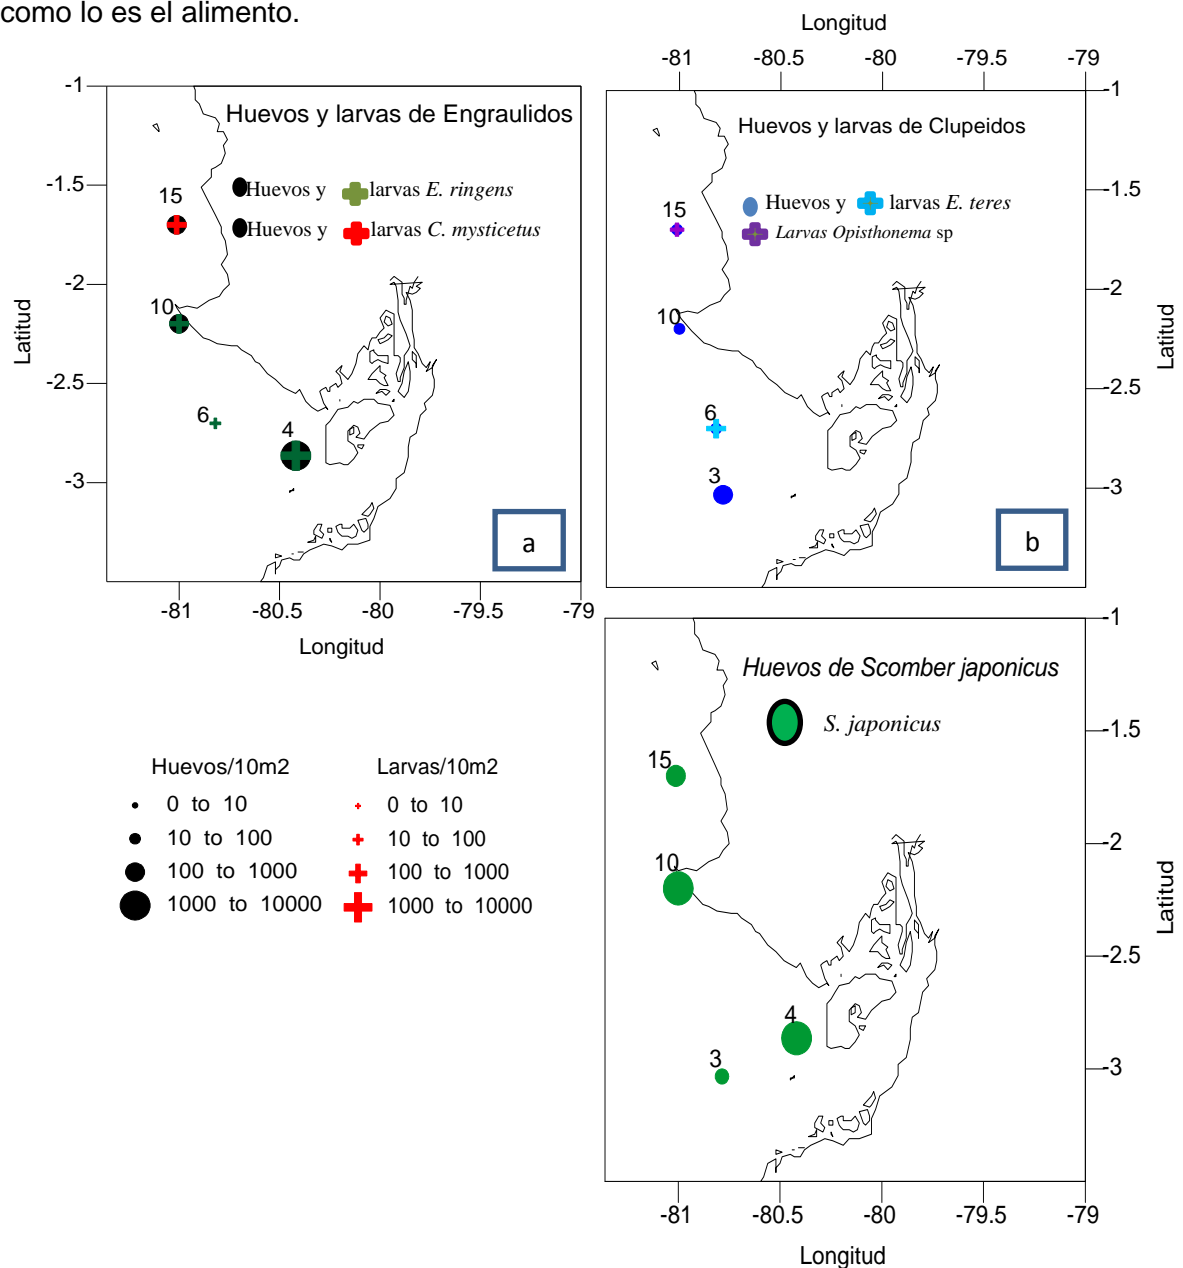 como lo es el alimento.
-1
-1.5
-2
-2.5
-3
Latitud
Huevos y larvas de Engraulidos
Huevos y larvas E. ringens
Huevos y larvas C. mysticetus
15
10
6
4
a
-81 -80.5 -80 -79.5 -79
Longitud
Longitud
-81 -80.5 -80 -79.5 -79
Huevos y larvas de Clupeidos
Huevos y larvas E. teres
Larvas Opisthonema sp
15
10
6
3
b
-1
-1.5
-2
-2.5
-3
Latitud
Huevos/10m2 Larvas/10m2
0 to 10 0 to 10
10 to 100 10 to 100
100 to 1000 100 to 1000
1000 to 10000 1000 to 10000
Huevos de Scomber japonicus
S. japonicus
15
10
4
3
-1
-1.5
-2
-2.5
-3
Latitud
-81 -80.5 -80 -79.5 -79
Longitud